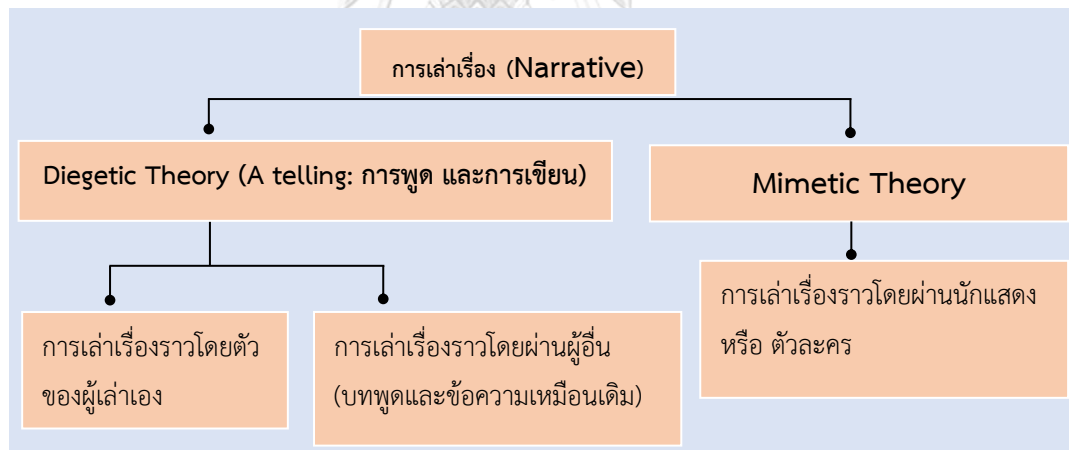 การเล่าเรื่อง (Narrative)
Diegetic Theory (A telling: การพูด และการเขียน)
Mimetic Theory
การเล่าเรื่องราวโดยตัว
ของผู้เล่าเอง
การเล่าเรื่องราวโดยผ่านผู้อื่น
(บทพูดและข้อความเหมือนเดิม)
การเล่าเรื่องราวโดยผ่านนักแสดง
หรือ ตัวละคร